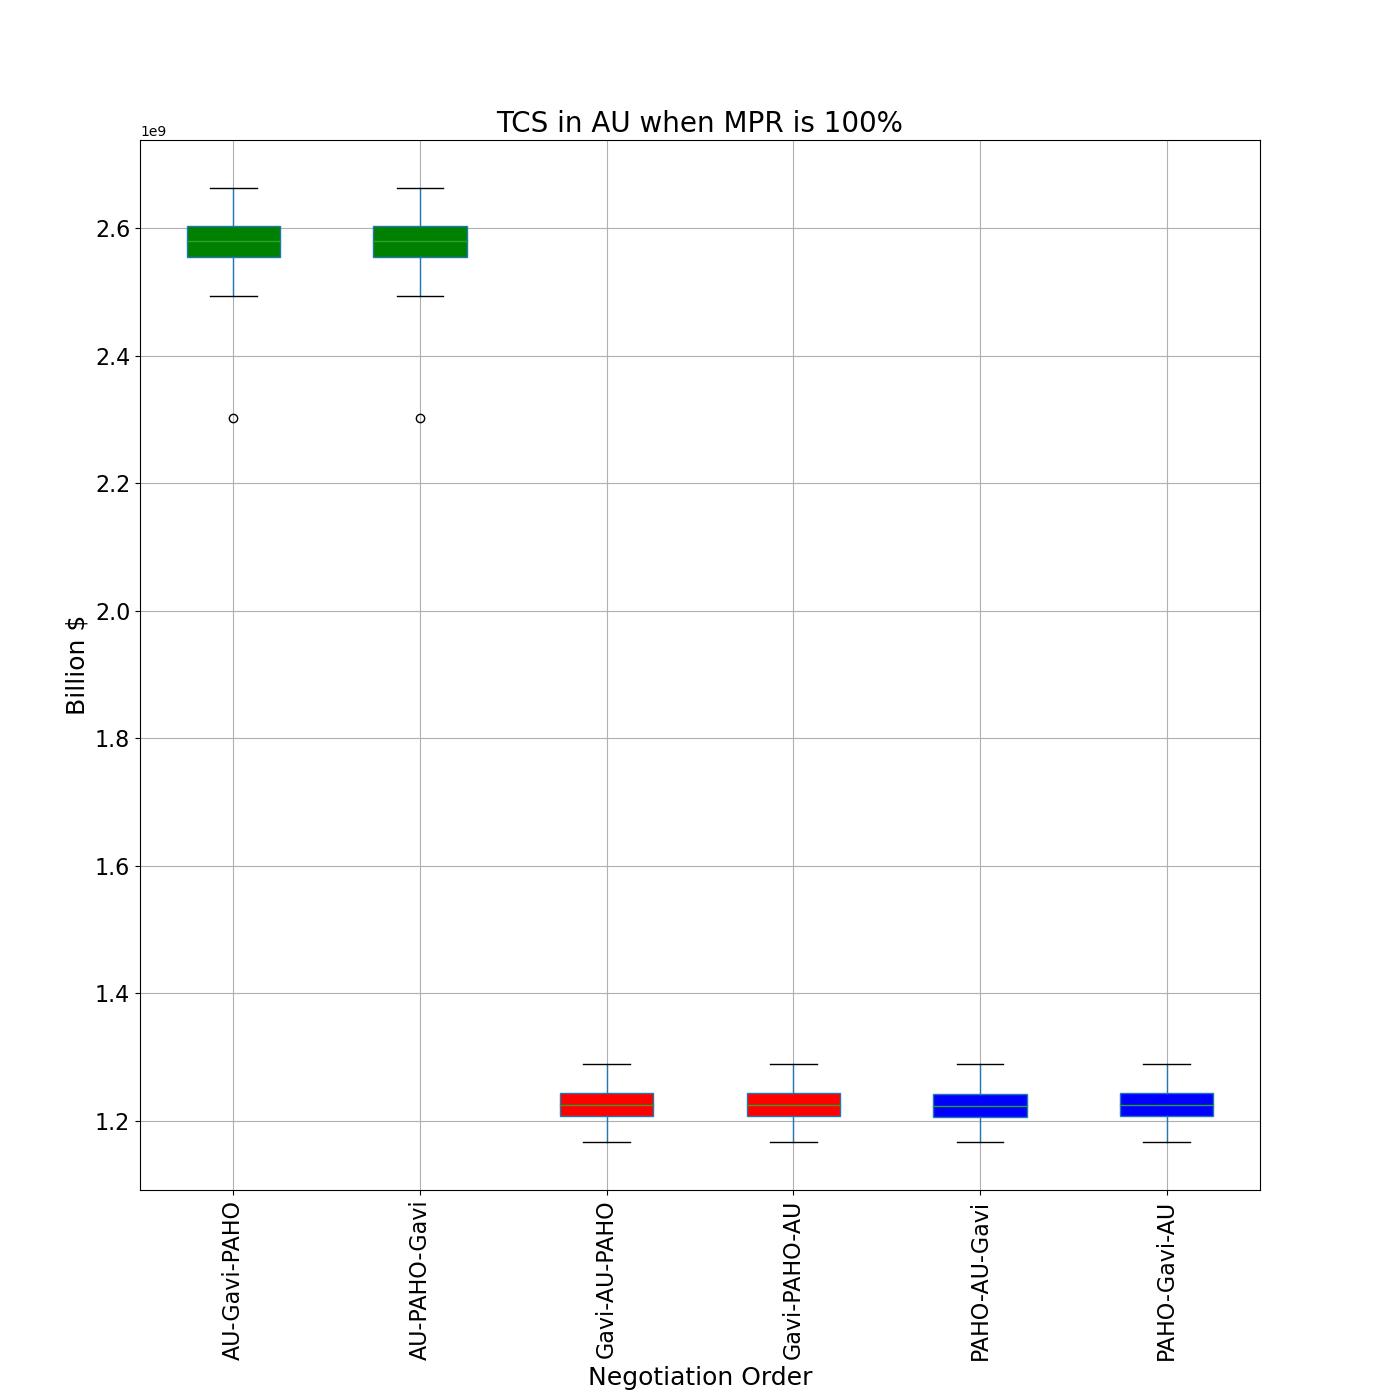 TCS in AU when MPR is 100%
1e9
2.6
2.4
2.2
2.0
1.8
1.6
1.4
1.2
Billion $
AU-Gavi-PAHO
AU-PAHO-Gavi
Gavi-AU-PAHO
Gavi-PAHO-AU
PAHO-AU-Gavi
PAHO-Gavi-AU
Negotiation Order